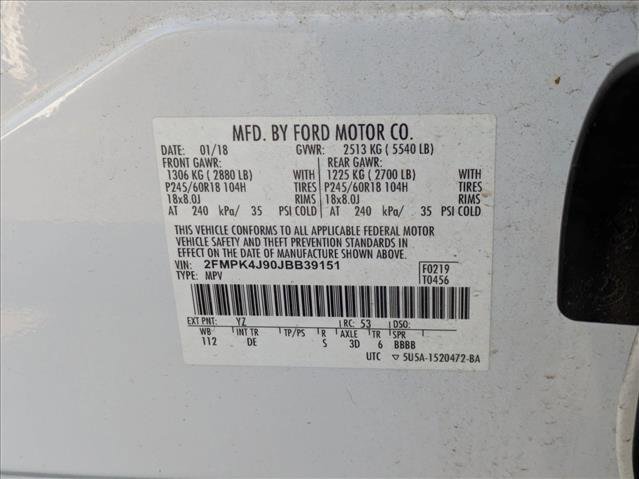 MFD. BY FORD MOTOR CO.
DATE: 01/18 GVWR: 2513 KG ( 5540 LB)
FRONT GAWR: REAR GAWR:
1306 KG ( 2880 LB) WITH 1225 KG ( 2700 LB) WITH
P245/60R18 104H TIRES P245/60R18 104H TIRES
18x8.0J RIMS 18x8.0J RIMS
AT 240 kPa/ 35 PSI COLD AT 240 kPa/ 35 PSI COLD
THIS VEHICLE CONFORMS TO ALL APPLICABLE FEDERAL MOTOR
VEHICLE SAFETY AND THEFT PREVENTION STANDARDS IN
EFFECT ON THE DATE OF MANUFACTURE SHOWN ABOVE.
VIN: 2FMPK4J90JBB39151 F0219
TYPE: MPV T0456
EXT PNT: YZ RC: 53 DSO:
WB INT TR TP/PS R AXLE TR SPR
112 DE S 3D 6 BBBB
UTC ▽ 5U5A-1520472-BA